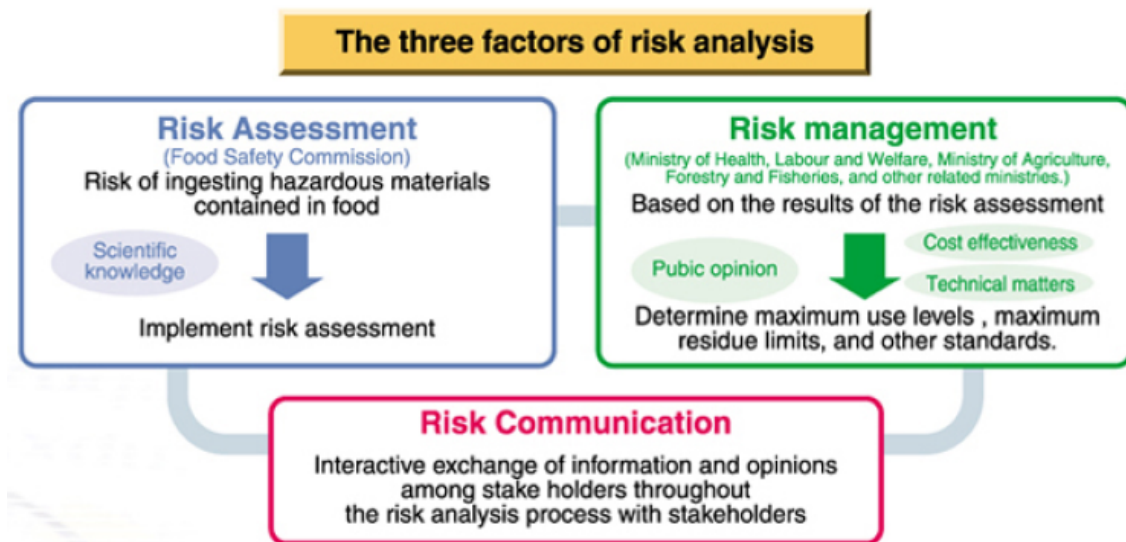 The three factors of risk analysis
Risk Assessment
(Food Safety Commission)
Risk of ingesting hazardous materials
contained in food
Scientific
knowledge
Implement risk assessment
Risk management
(Ministry of Health, Labour and Welfare, Ministry of Agriculture,
Forestry and Fisheries, and other related ministries.)
Based on the results of the risk assessment
Pubic opinion
Cost effectiveness
Technical matters
Determine maximum use levels , maximum
residue limits, and other standards.
Risk Communication
Interactive exchange of information and opinions
among stake holders throughout
the risk analysis process with stakeholders